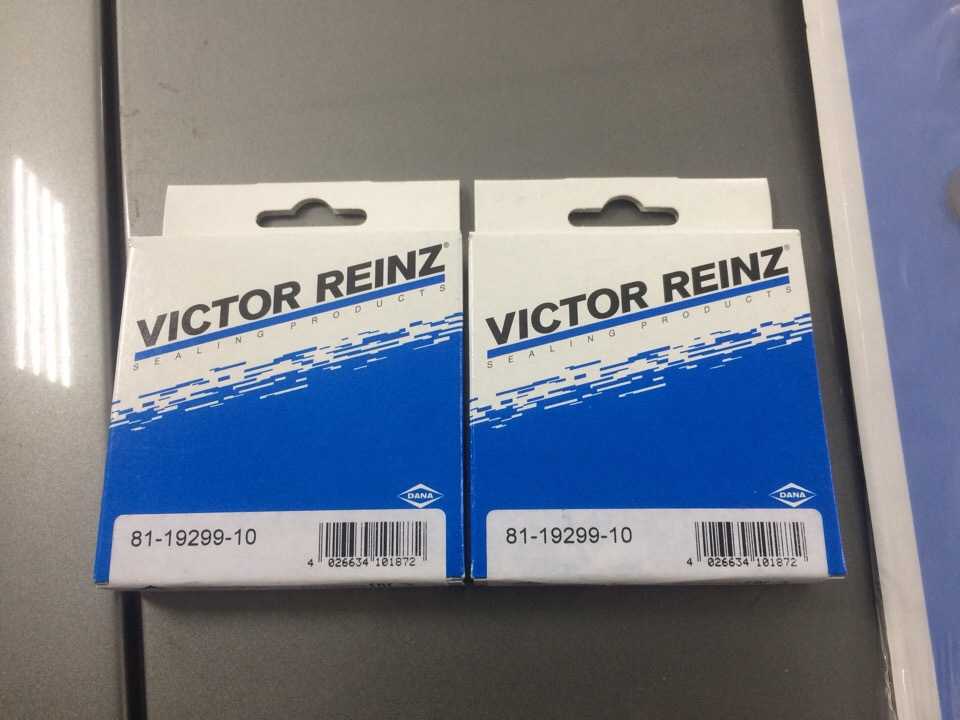 VICTOR REINZ®
SEALING PRODUCTS
DANA
81-19299-10
4 026634 101872
VICTOR REINZ®
SEALING PRODUCTS
DANA
81-19299-10
4 026634 101872